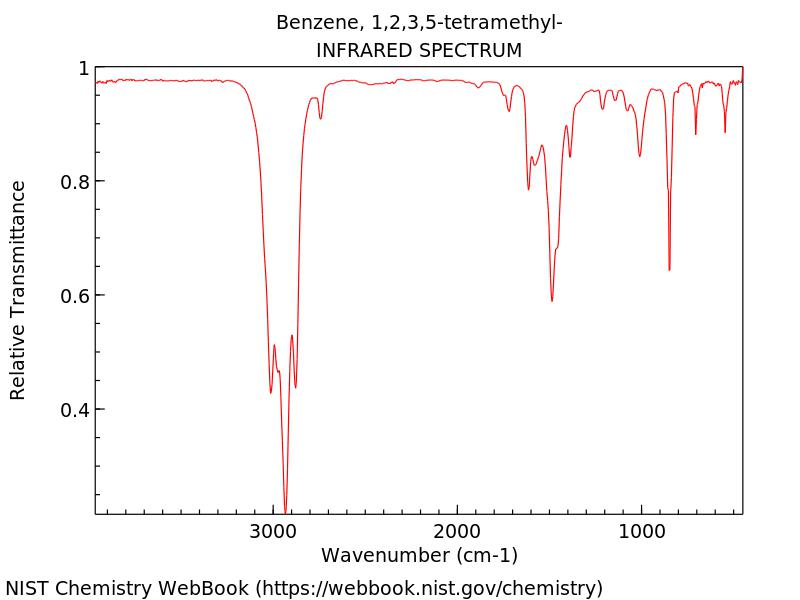 Benzene, 1,2,3,5-tetramethyl-
INFRARED SPECTRUM
1
0.8
0.6
0.4
Relative Transmittance
3000 2000 1000
Wavenumber (cm-1)
NIST Chemistry WebBook (https://webbook.nist.gov/chemistry)